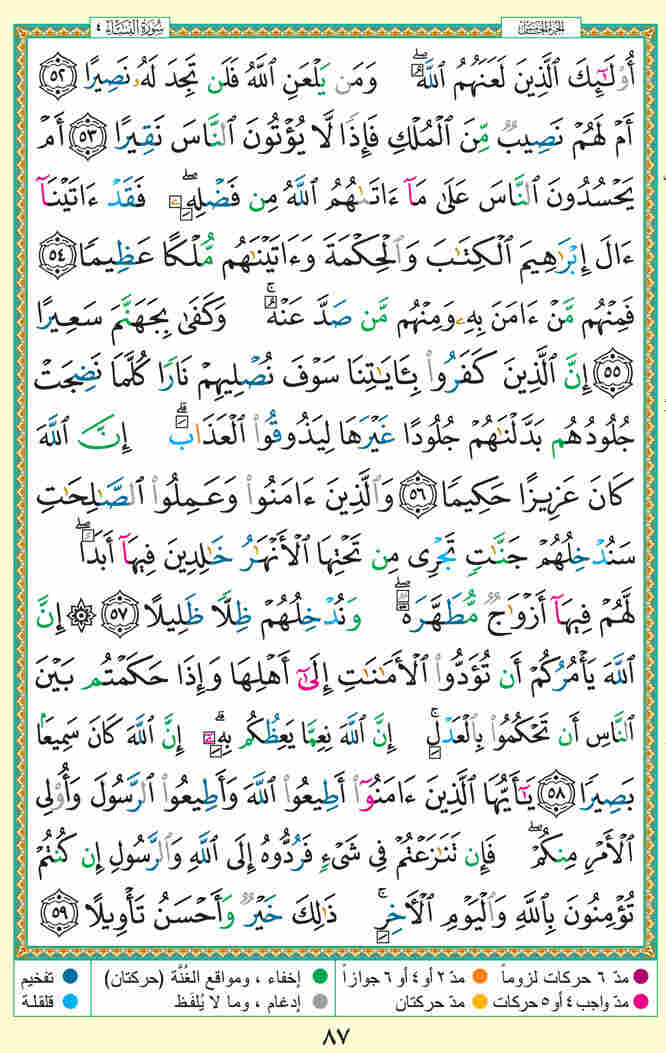 الجزء الخامس
سُورَةُ النِّسَاءِ ٤
أُوْلَٰٓئِكَ ٱلَّذِينَ لَعَنَهُمُ ٱللَّهُۖ وَمَن يَلْعَنِ ٱللَّهُ فَلَن تَجِدَ لَهُۥ نَصِيرًا ٥٢
أَمْ لَهُمْ نَصِيبٌ مِّنَ ٱلْمُلْكِ فَإِذًا لَّا يُؤْتُونَ ٱلنَّاسَ نَقِيرًا ٥٣ أَمْ
يَحْسُدُونَ ٱلنَّاسَ عَلَىٰ مَآ ءَاتَىٰهُمُ ٱللَّهُ مِن فَضْلِهِۦۖ فَقَدْ ءَاتَيْنَآ
ءَالَ إِبْرَٰهِيمَ ٱلْكِتَٰبَ وَٱلْحِكْمَةَ وَءَاتَيْنَٰهُم مُّلْكًا عَظِيمًا ٥٤
فَمِنْهُم مَّنْ ءَامَنَ بِهِۦ وَمِنْهُم مَّن صَدَّ عَنْهُۚ وَكَفَىٰ بِجَهَنَّمَ سَعِيرًا
٥٥ إِنَّ ٱلَّذِينَ كَفَرُوا۟ بِـَٔايَٰتِنَا سَوْفَ نُصْلِيهِمْ نَارًا كُلَّمَا نَضِجَتْ
جُلُودُهُم بَدَّلْنَٰهُمْ جُلُودًا غَيْرَهَا لِيَذُوقُوا۟ ٱلْعَذَابَۗ إِنَّ ٱللَّهَ
كَانَ عَزِيزًا حَكِيمًا ٥٦ وَٱلَّذِينَ ءَامَنُوا۟ وَعَمِلُوا۟ ٱلصَّٰلِحَٰتِ
سَنُدْخِلُهُمْ جَنَّٰتٍ تَجْرِى مِن تَحْتِهَا ٱلْأَنْهَٰرُ خَٰلِدِينَ فِيهَآ أَبَدًاۖ
لَّهُمْ فِيهَآ أَزْوَٰجٌ مُّطَهَّرَةٌۖ وَنُدْخِلُهُمْ ظِلًّا ظَلِيلًا ٥٧ ۞ إِنَّ
ٱللَّهَ يَأْمُرُكُمْ أَن تُؤَدُّوا۟ ٱلْأَمَٰنَٰتِ إِلَىٰٓ أَهْلِهَا وَإِذَا حَكَمْتُم بَيْنَ
ٱلنَّاسِ أَن تَحْكُمُوا۟ بِٱلْعَدْلِۚ إِنَّ ٱللَّهَ نِعِمَّا يَعِظُكُم بِهِۦٓۗ إِنَّ ٱللَّهَ كَانَ سَمِيعًۢا
بَصِيرًا ٥٨ يَٰٓأَيُّهَا ٱلَّذِينَ ءَامَنُوٓا۟ أَطِيعُوا۟ ٱللَّهَ وَأَطِيعُوا۟ ٱلرَّسُولَ وَأُو۟لِى
ٱلْأَمْرِ مِنكُمْۖ فَإِن تَنَٰزَعْتُمْ فِى شَىْءٍ فَرُدُّوهُ إِلَى ٱللَّهِ وَٱلرَّسُولِ إِن كُنتُمْ
تُؤْمِنُونَ بِٱللَّهِ وَٱلْيَوْمِ ٱلْأَخِرِۚ ذَٰلِكَ خَيْرٌ وَأَحْسَنُ تَأْوِيلًا ٥٩
مدّ ٦ حركات لزوماً مدّ ٢ أو ٤ أو ٦ جوازاً إخفاء ، ومواقع الغُنَّة (حركتان) تفخيم
مدّ واجب ٤ أو ٥ حركات مدّ حركتان إدغام ، وما لا يُلفَظ قلقلة
٨٧